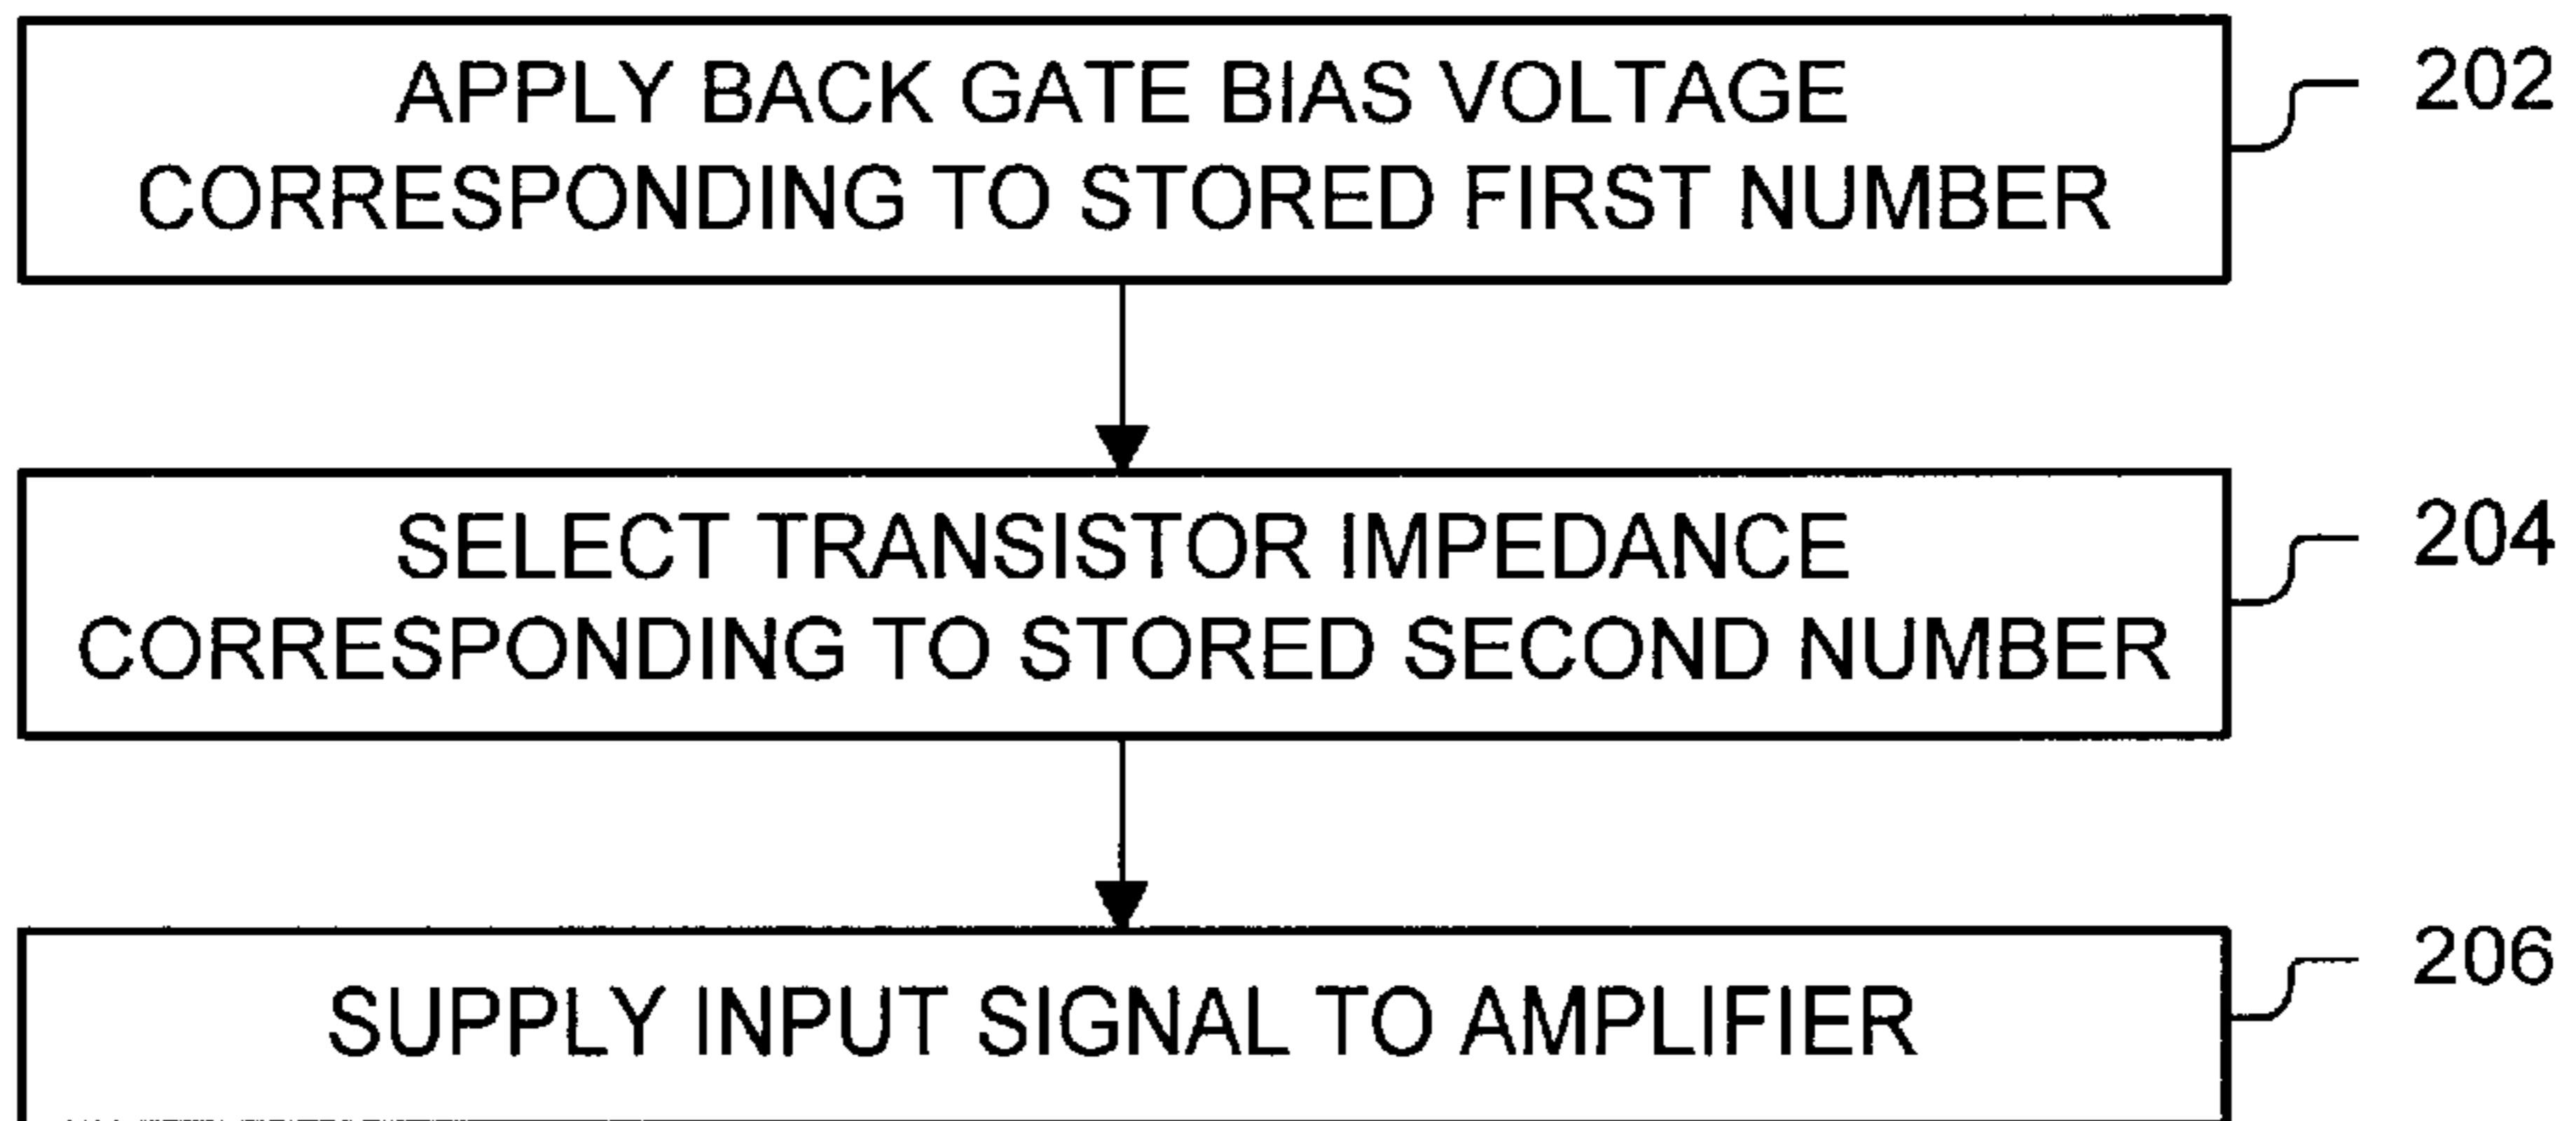 APPLY BACK GATE BIAS VOLTAGE
CORRESPONDING TO STORED FIRST NUMBER
202
SELECT TRANSISTOR IMPEDANCE
CORRESPONDING TO STORED SECOND NUMBER
204
SUPPLY INPUT SIGNAL TO AMPLIFIER
206